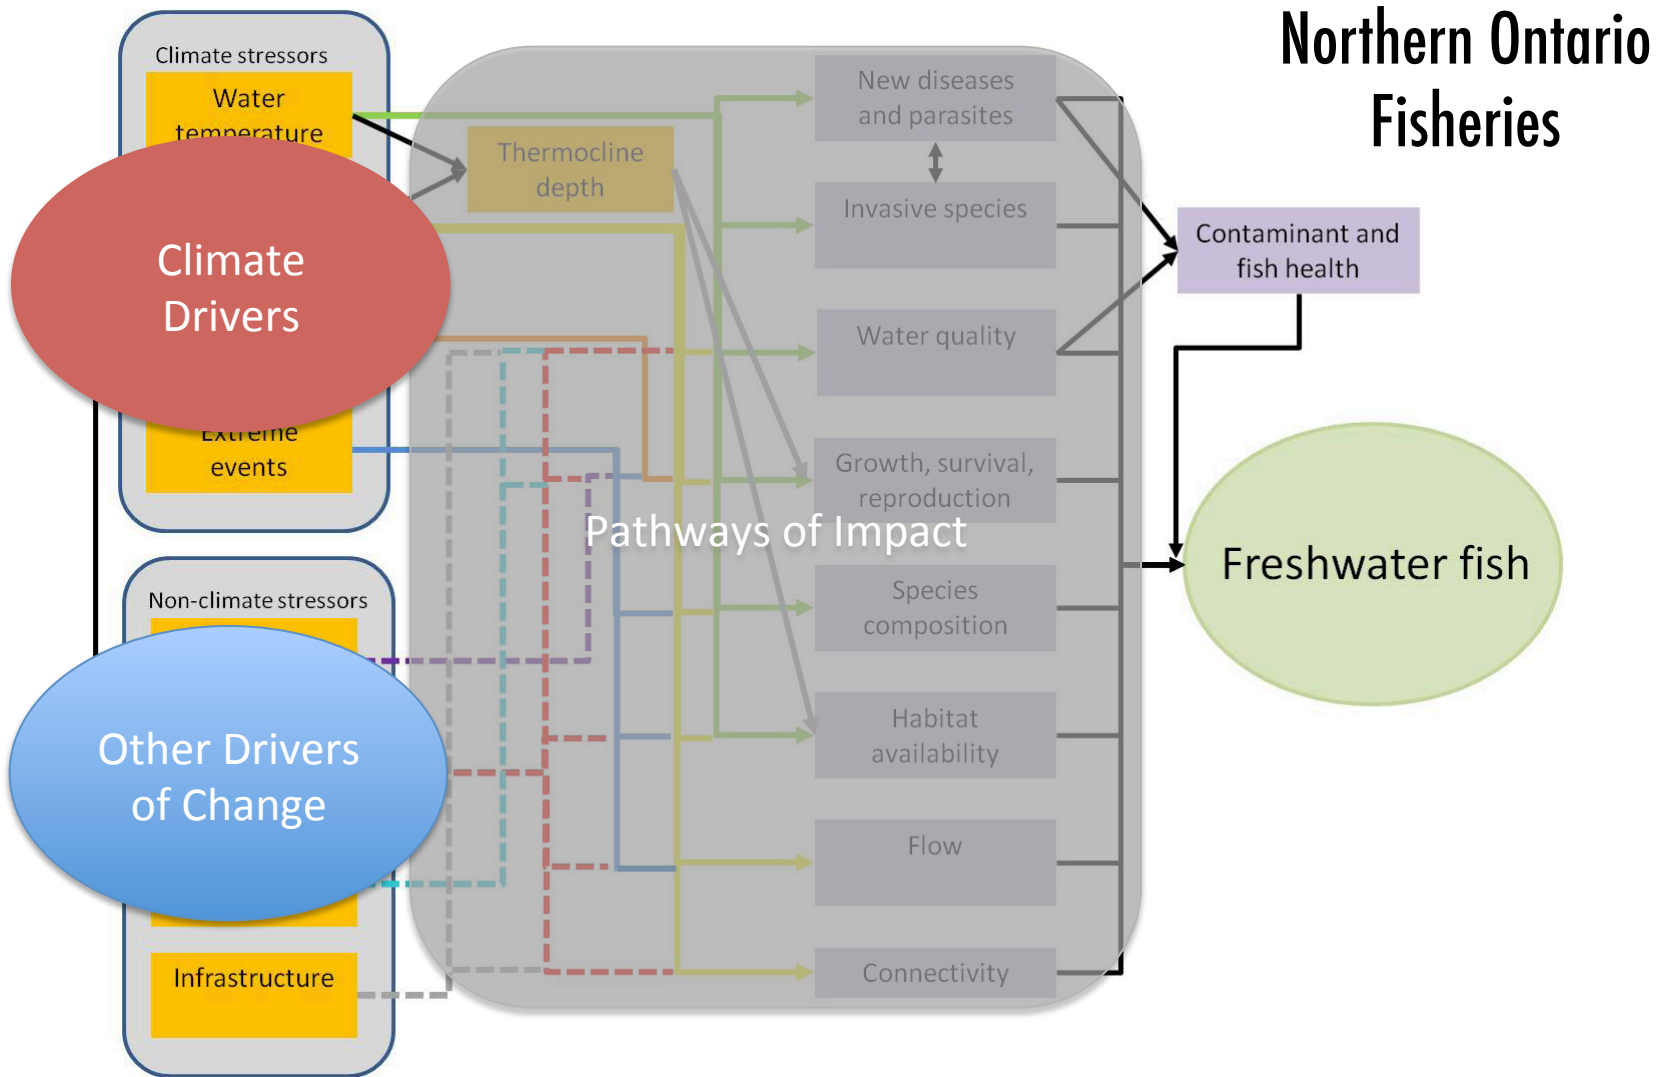 Northern Ontario
Fisheries
Climate stressors
Water
temperature
Climate
Drivers
Extreme
events
Non-climate stressors
Other Drivers
of Change
Infrastructure
Thermocline
depth
Pathways of Impact
New diseases
and parasites
Invasive species
Water quality
Growth, survival,
reproduction
Species
composition
Habitat
availability
Flow
Connectivity
Contaminant and
fish health
Freshwater fish